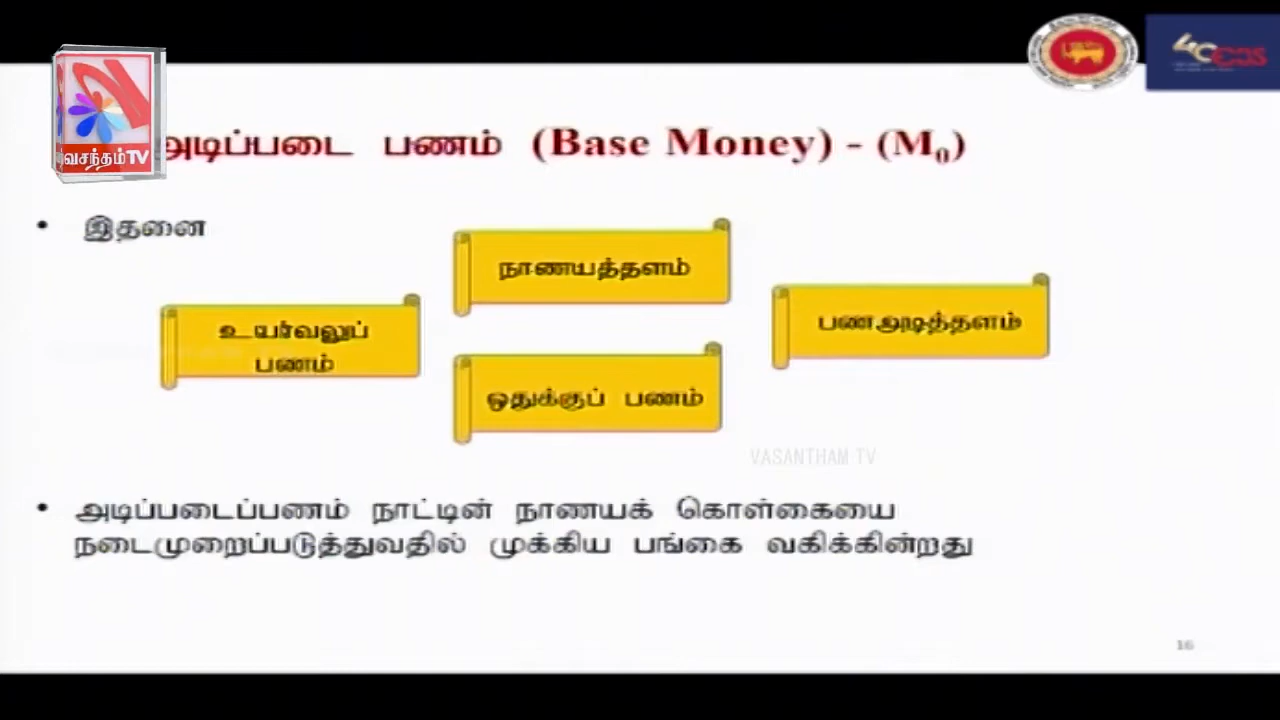 வசந்தம்TV
அடிப்படை பணம் (Base Money) - (M₀)
• இதனை
நாணயத்தளம்
உயர்வலுப்
பணம்
பணஅடித்தளம்
ஒதுக்குப் பணம்
VASANTHAM TV
• அடிப்படைப்பணம் நாட்டின் நாணயக் கொள்கையை
நடைமுறைப்படுத்துவதில் முக்கிய பங்கை வகிக்கின்றது
16